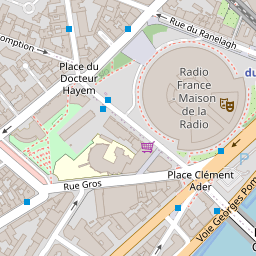 Rue du Ranelagh
omption
Place du
Docteur
Hayem
Radio
France
Maison
de la
Radio
du
Rue Gros
Place Clément
Ader
Voie Georges Pom